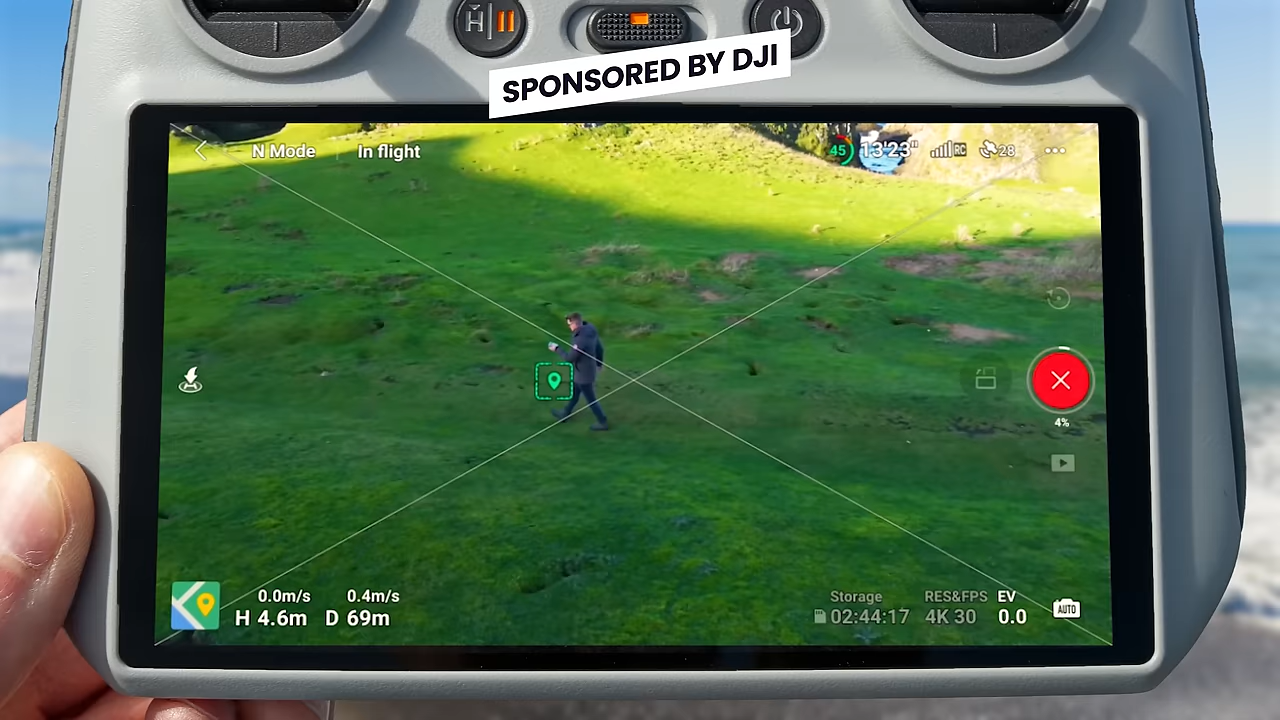 SPONSORED BY DJI
N Mode
In flight
45
13'23"
RC
28
4%
0.0m/s
0.4m/s
H 4.6m
D 69m
Storage
RES&FPS
EV
02:44:17
4K 30
0.0
AUTO